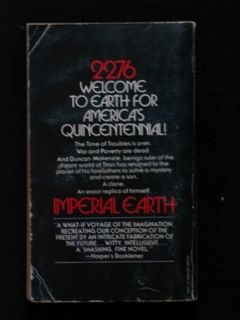 2276
WELCOME
TO EARTH FOR
AMERICA'S
QUINCENTENNIAL!
The Time of Troubles is over.
War and Poverty are dead.
And Duncan Makenzie, benign ruler of the
distant world of Titan has returned to the
planet of his forefathers to solve a mystery
and create a son.
A clone.
An exact replica of himself.
IMPERIAL EARTH
"A WHAT-IF VOYAGE OF THE IMAGINATION,
RECREATING OUR CONCEPTION OF THE
PRESENT BY AN INTRICATE FABRICATION OF
THE FUTURE... WITTY, INTELLIGENT...
A SMASHING, FINE NOVEL."
—Harper's Bookletter